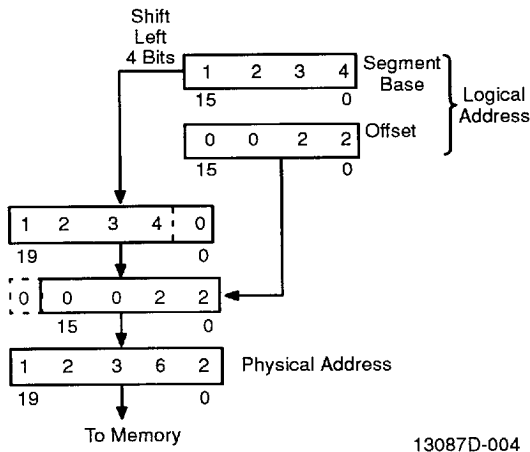 Shift
Left
4 Bits
1 2 3 4
Segment
Base
15 0
Logical
Address
0 0 2 2
Offset
15 0
1 2 3 4 0
19 0
0 0 0 2 2
15 0
1 2 3 6 2
Physical Address
19 0
To Memory
13087D-004